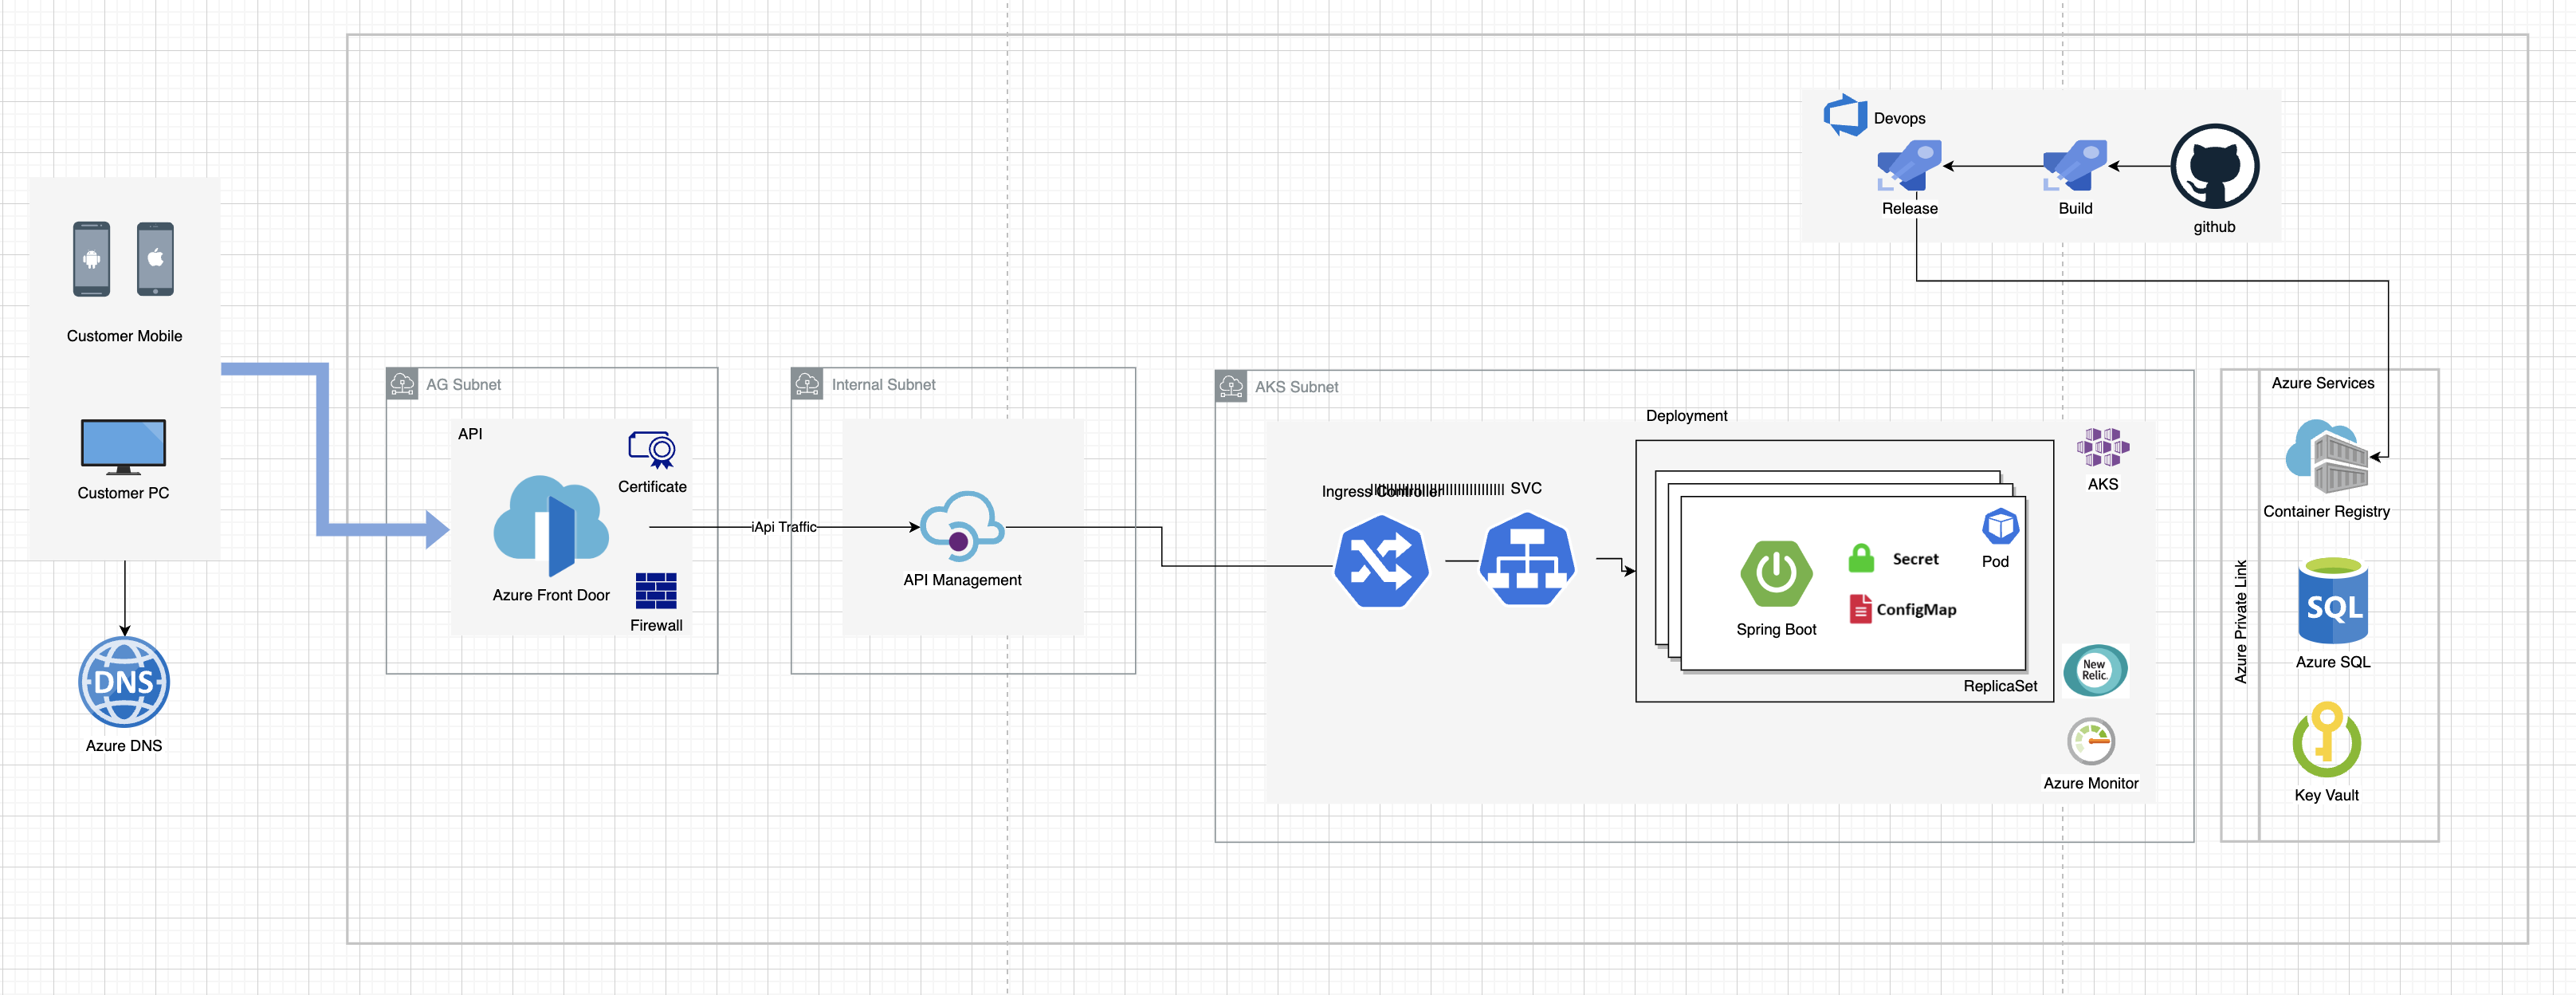 Devops
Release
Build
github
Customer Mobile
Customer PC
DNS
Azure DNS
AG Subnet
API
Certificate
Azure Front Door
Firewall
iApi Traffic
Internal Subnet
API Management
AKS Subnet
Deployment
Ingress Controller
SVC
AKS
Pod
Secret
ConfigMap
Spring Boot
ReplicaSet
New
Relic.
Azure Monitor
Azure Private Link
Azure Services
Container Registry
SQL
Azure SQL
Key Vault